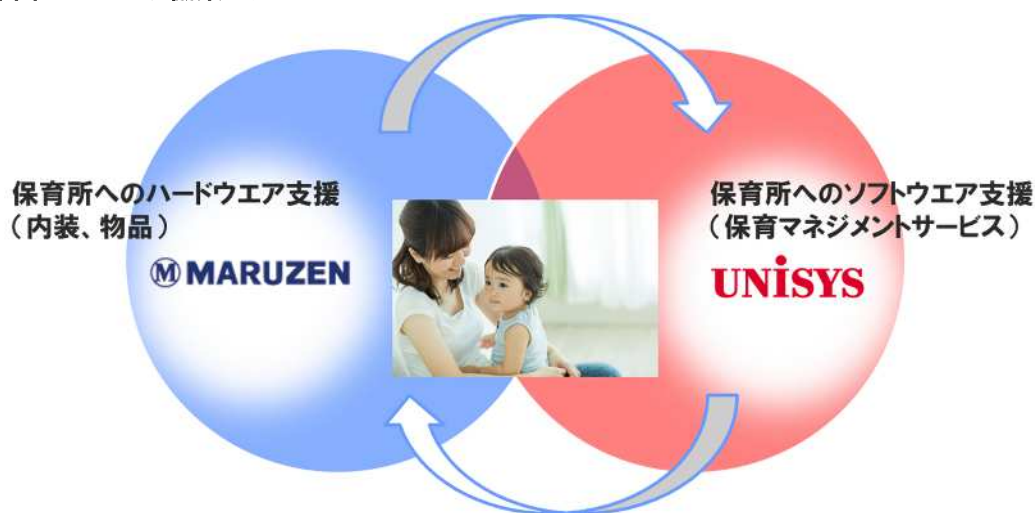 保育所へのハードウエア支援
（内装、物品）
M MARUZEN
保育所へのソフトウエア支援
（保育マネジメントサービス）
UNiSYS